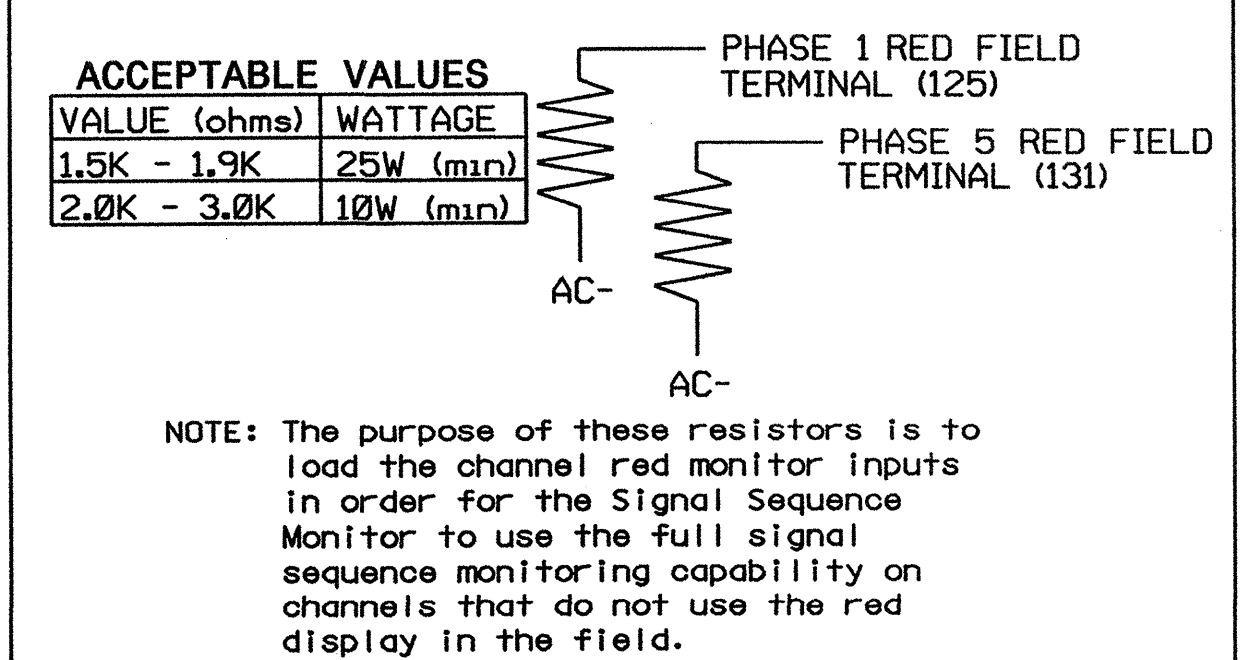 ACCEPTABLE VALUES
VALUE (ohms) WATTAGE
1.5K - 1.9K 25W (min)
2.0K - 3.0K 10W (min)
PHASE 1 RED FIELD
TERMINAL (125)
AC-
PHASE 5 RED FIELD
TERMINAL (131)
AC-
NOTE: The purpose of these resistors is to
load the channel red monitor inputs
in order for the Signal Sequence
Monitor to use the full signal
sequence monitoring capability on
channels that do not use the red
display in the field.